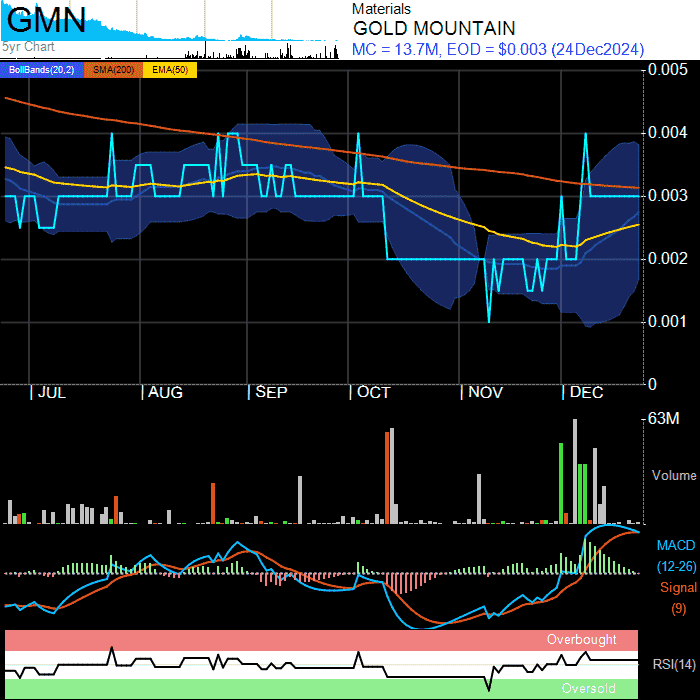 GMN
5yr Chart
Materials
GOLD MOUNTAIN
MC = 13.7M, EOD = $0.003 (24Dec2024)
BollBands(20,2) SMA(200) EMA(50)
0.005
0.004
0.003
0.002
0.001
0
JUL AUG SEP OCT NOV DEC
63M
Volume
MACD
(12-26)
Signal
(9)
Overbought
RSI(14)
Oversold